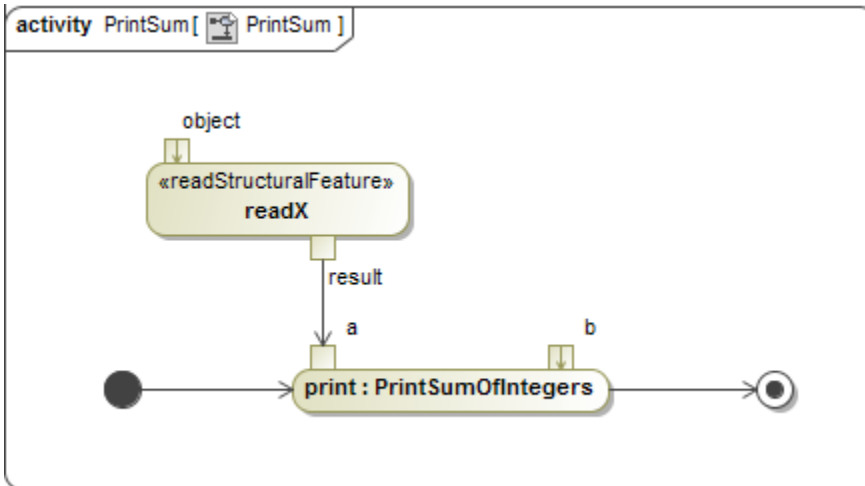 activity PrintSum[ PrintSum ]
object
«readStructuralFeature»
readX
result
a
b
print : PrintSumOfIntegers